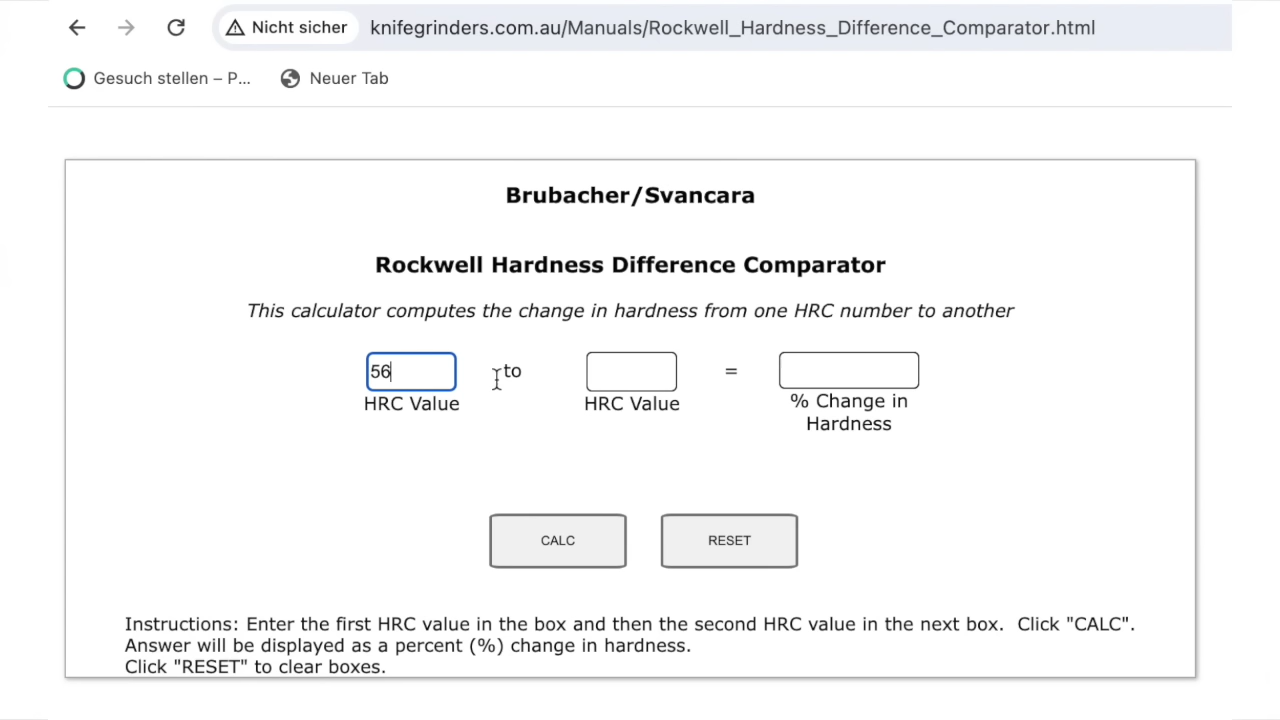 Nicht sicher knifegrinders.com.au/Manuals/Rockwell_Hardness_Difference_Comparator.html
Gesuch stellen – P... Neuer Tab
Brubacher/Svancara
Rockwell Hardness Difference Comparator
This calculator computes the change in hardness from one HRC number to another
56 to =
HRC Value HRC Value % Change in
Hardness
CALC RESET
Instructions: Enter the first HRC value in the box and then the second HRC value in the next box. Click "CALC".
Answer will be displayed as a percent (%) change in hardness.
Click "RESET" to clear boxes.